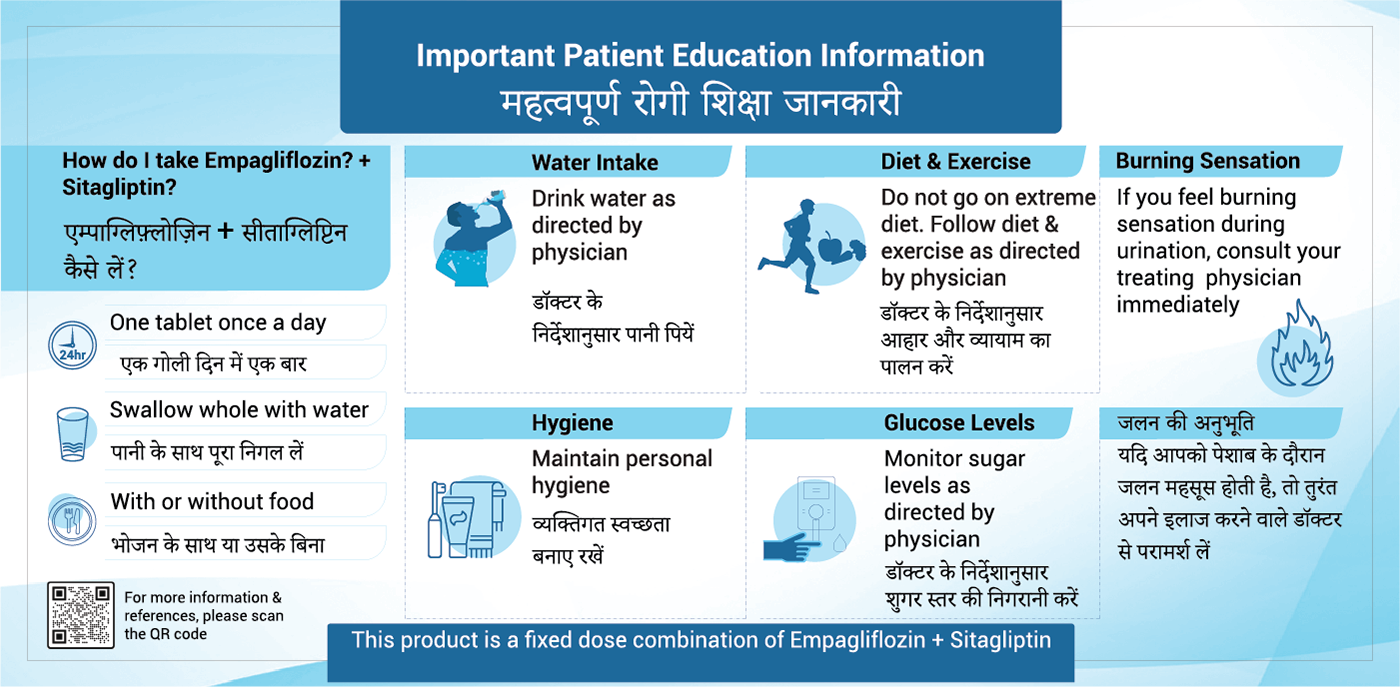 Important Patient Education Information
महत्वपूर्ण रोगी शिक्षा जानकारी
How do I take Empagliflozin? +
Sitagliptin?
एम्पाग्लिफ़्लोज़िन + सीताग्लिप्टिन
कैसे लें?
24hr
One tablet once a day
एक गोली दिन में एक बार
Swallow whole with water
पानी के साथ पूरा निगल लें
With or without food
भोजन के साथ या उसके बिना
For more information &
references, please scan
the QR code
Water Intake
Drink water as
directed by
physician
डॉक्टर के
निर्देशानुसार पानी पियें
Diet & Exercise
Do not go on extreme
diet. Follow diet &
exercise as directed
by physician
डॉक्टर के निर्देशानुसार
आहार और व्यायाम का
पालन करें
Burning Sensation
If you feel burning
sensation during
urination, consult your
treating physician
immediately
Hygiene
Maintain personal
hygiene
व्यक्तिगत स्वच्छता
बनाए रखें
Glucose Levels
Monitor sugar
levels as
directed by
physician
डॉक्टर के निर्देशानुसार
शुगर स्तर की निगरानी करें
जलन की अनुभूति
यदि आपको पेशाब के दौरान
जलन महसूस होती है, तो तुरंत
अपने इलाज करने वाले डॉक्टर
से परामर्श लें
This product is a fixed dose combination of Empagliflozin + Sitagliptin